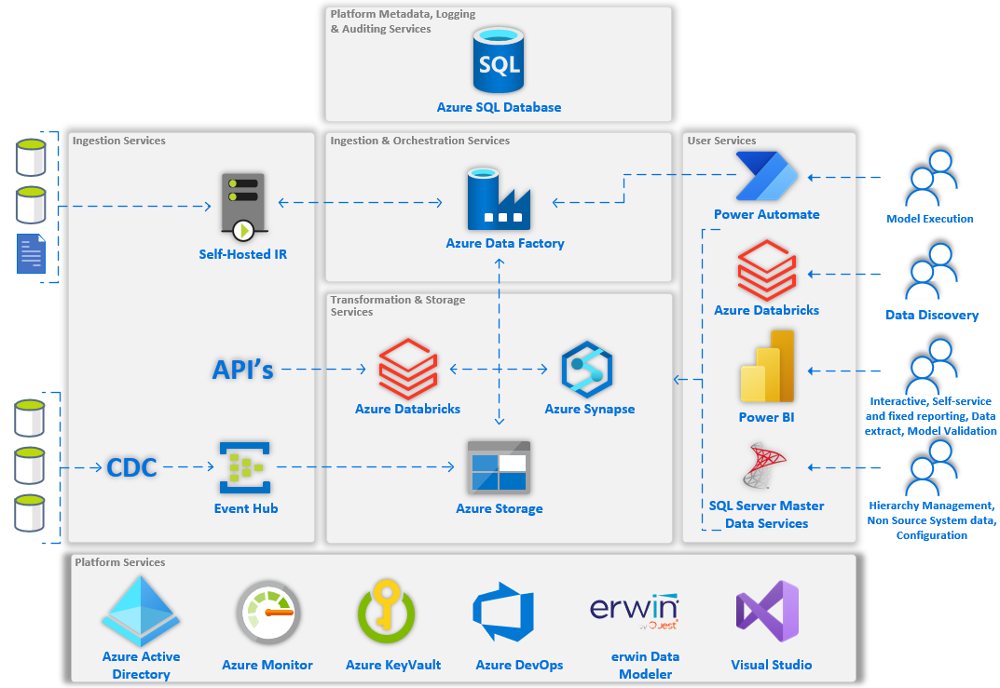 Platform Metadata, Logging
& Auditing Services
SQL
Azure SQL Database
Ingestion Services
Self-Hosted IR
API's
CDC
Event Hub
Ingestion & Orchestration Services
Azure Data Factory
Transformation & Storage
Services
Azure Databricks
Azure Synapse
Azure Storage
User Services
Power Automate
Azure Databricks
Power BI
SQL Server Master
Data Services
Model Execution
Data Discovery
Interactive, Self-service
and fixed reporting, Data
extract, Model Validation
Hierarchy Management,
Non Source System data,
Configuration
Platform Services
Azure Active
Directory
Azure Monitor
Azure KeyVault
Azure DevOps
erwin
by Quest
erwin Data
Modeler
Visual Studio